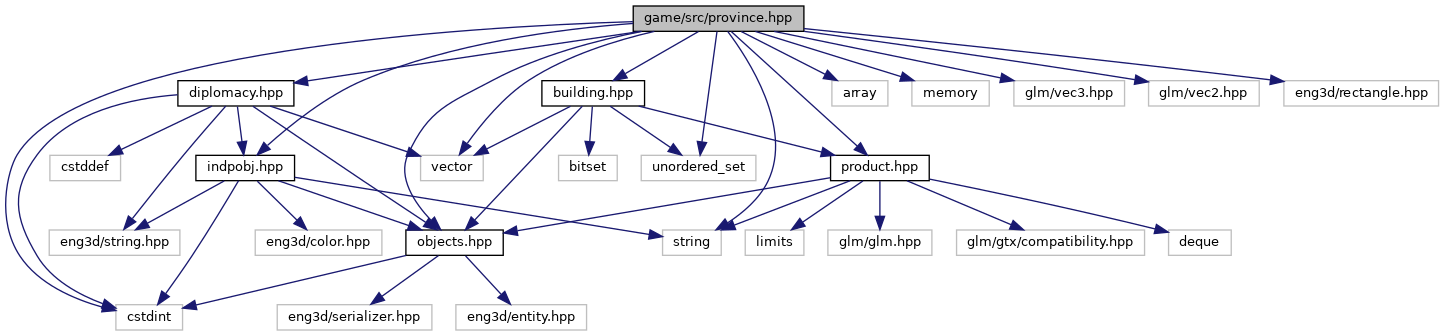 game/src/province.hpp
diplomacy.hpp
building.hpp
array
memory
glm/vec3.hpp
glm/vec2.hpp
eng3d/rectangle.hpp
cstddef
indpobj.hpp
vector
bitset
unordered_set
product.hpp
eng3d/string.hpp
eng3d/color.hpp
objects.hpp
string
limits
glm/glm.hpp
glm/gtx/compatibility.hpp
deque
cstdint
eng3d/serializer.hpp
eng3d/entity.hpp